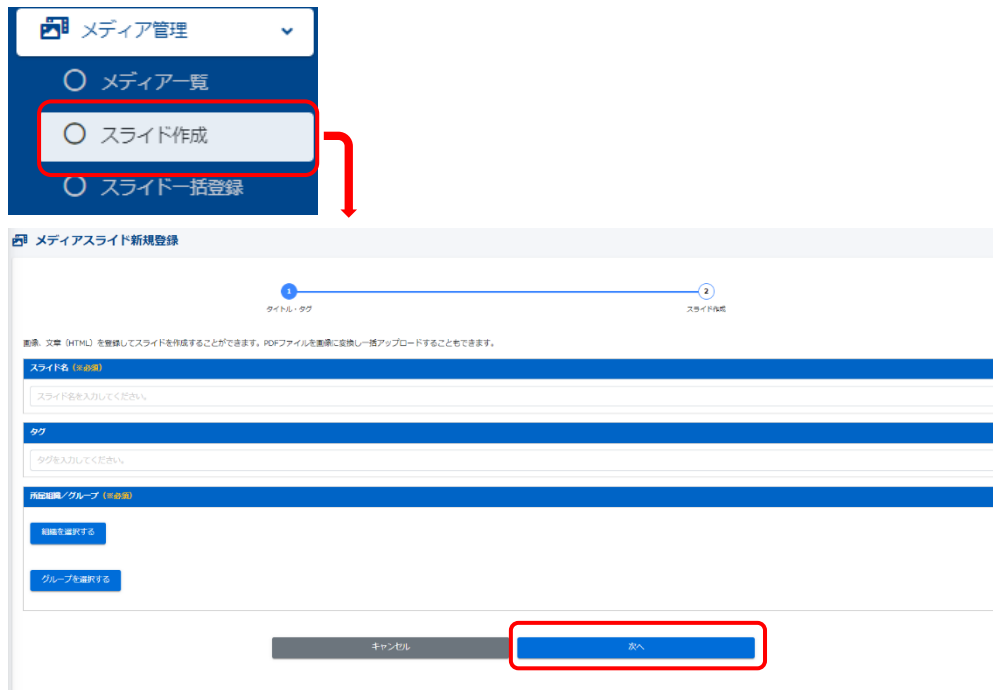 メディア管理
メディア一覧
スライド作成
スライド一括登録
メディアスライド新規登録
1
2
タイトル・タグ
スライド作成
画像、文章（HTML）を登録してスライドを作成することができます。PDFファイルを画像に変換し一括アップロードすることもできます。
スライド名（※必須）
スライド名を入力してください。
タグ
タグを入力してください。
所属組織／グループ（※必須）
組織を選択する
グループを選択する
キャンセル
次へ